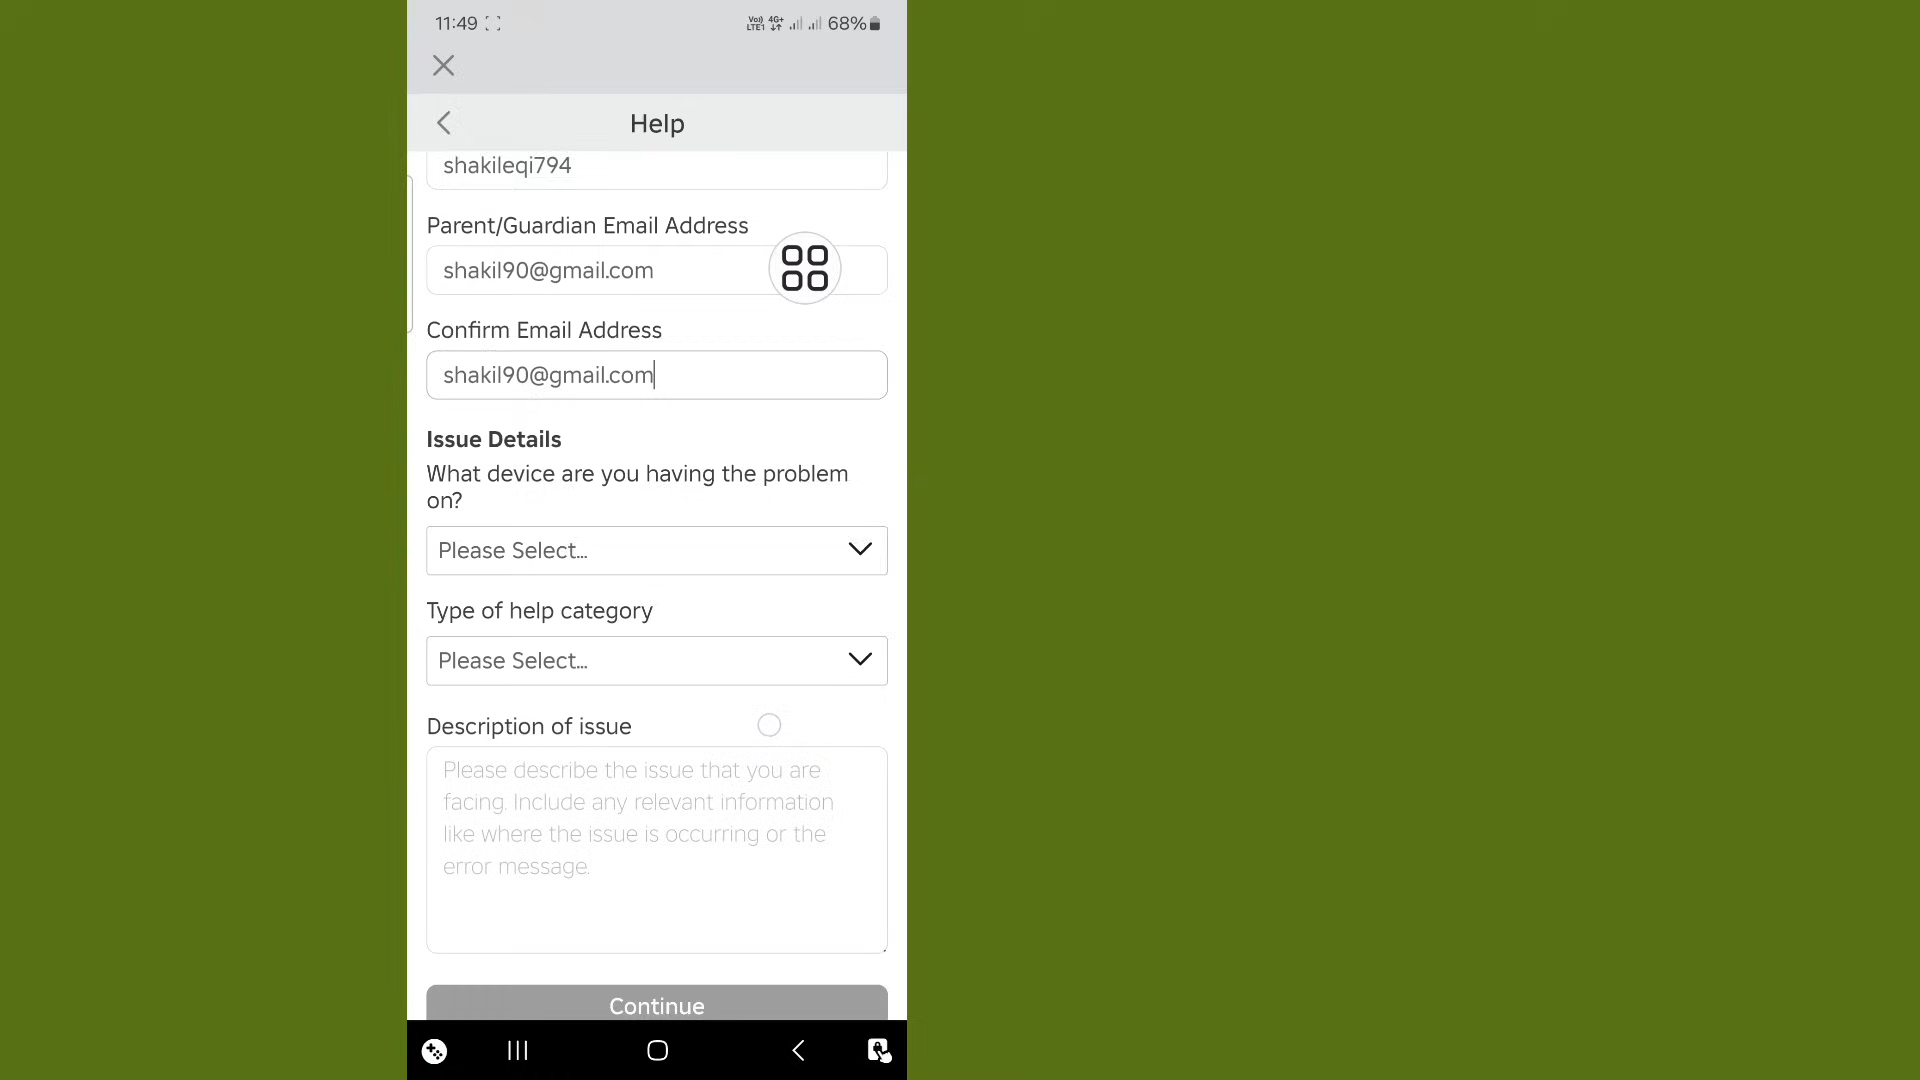 11:49
Vo)) LTE1 4G+ 68%
Help
shakileqi794
Parent/Guardian Email Address
shakil90@gmail.com
Confirm Email Address
shakil90@gmail.com
Issue Details
What device are you having the problem
on?
Please Select...
Type of help category
Please Select...
Description of issue
Please describe the issue that you are
facing. Include any relevant information
like where the issue is occurring or the
error message.
Continue